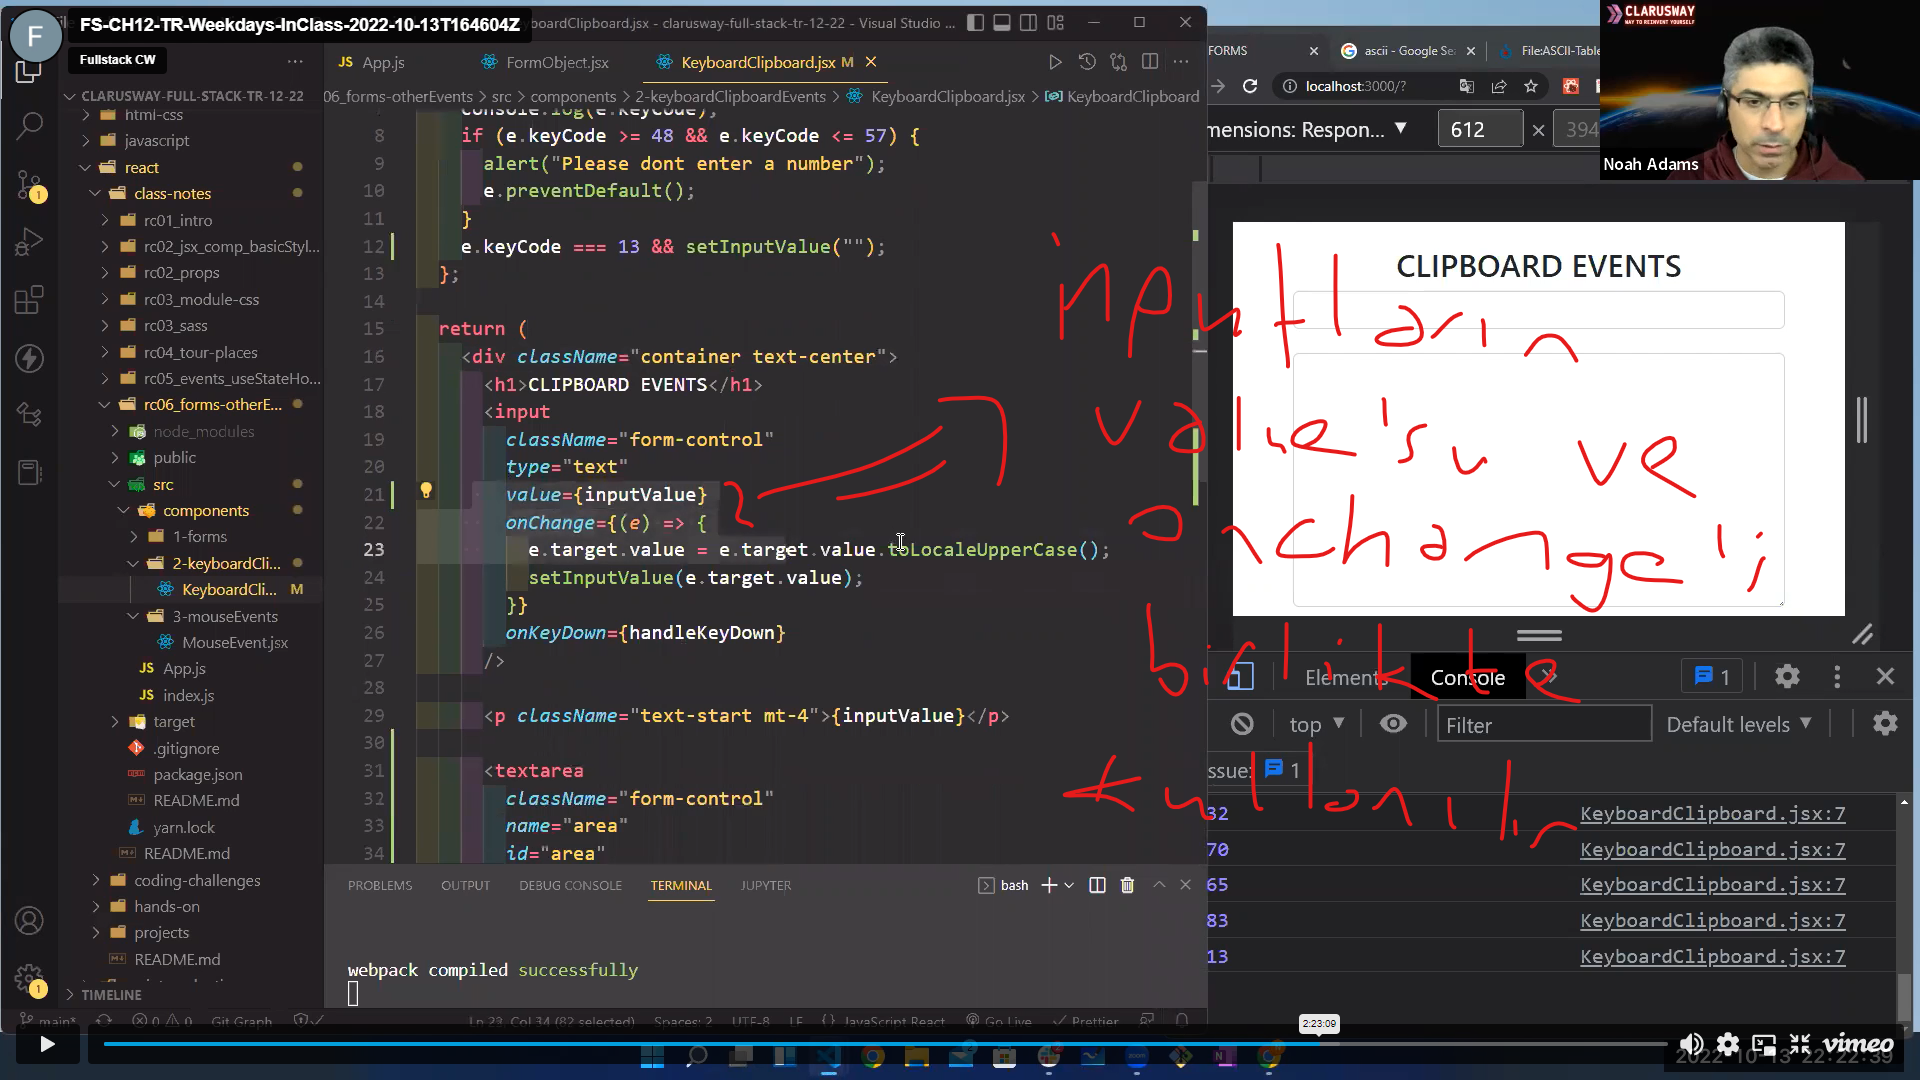 FS-CH12-TR-Weekdays-InClass-2022-10-13T164604Z
F
Fullstack CW
KeyboardClipboard.jsx — clarusway-full-stack-tr-12-22 — Visual Studio ...
App.js
FormObject.jsx
KeyboardClipboard.jsx M
06_forms-otherEvents > src > components > 2-keyboardClipboardEvents > KeyboardClipboard.jsx > KeyboardClipboard
CLARUSWAY-FULL-STACK-TR-12-22
html-css
javascript
react
class-notes
rc01_intro
rc02_jsx_comp_basicStyl...
rc02_props
rc03_module-css
rc03_sass
rc04_tour-places
rc05_events_useStateHo...
rc06_forms-otherE...
node_modules
public
src
components
1-forms
2-keyboardCli...
KeyboardCli... M
3-mouseEvents
MouseEvent.jsx
App.js
index.js
target
.gitignore
package.json
README.md
yarn.lock
README.md
coding-challenges
hands-on
projects
README.md
TIMELINE
console.log(e.keyCode);
8 if (e.keyCode >= 48 && e.keyCode <= 57) {
9 alert("Please dont enter a number");
10 e.preventDefault();
11 }
12 e.keyCode === 13 && setInputValue("");
13 };
14
15 return (
16 <div className="container text-center">
17 <h1>CLIPBOARD EVENTS</h1>
18 <input
19 className="form-control"
20 type="text"
21 value={inputValue}
22 onChange={(e) => {
23 e.target.value = e.target.value.toLocaleUpperCase();
24 setInputValue(e.target.value);
25 }}
26 onKeyDown={handleKeyDown}
27 />
28
29 <p className="text-start mt-4">{inputValue}</p>
30
31 <textarea
32 className="form-control"
33 name="area"
34 id="area"
PROBLEMS OUTPUT DEBUG CONSOLE TERMINAL JUPYTER
bash
webpack compiled successfully
main* 0 0 Git Graph
Ln 23, Col 34 (82 selected) Spaces: 2 UTF-8 LF JavaScript React Go Live Prettier
FORMS
ascii - Google Se
File:ASCII-Table
localhost:3000/?
mensions: Respon... 612 × 394
CLARUSWAY
WAY TO REINVENT YOURSELF
Noah Adams
CLIPBOARD EVENTS
inputların
value's u ve
onchange'i
birlikte
kullanılır
Elements Console 1
top Filter Default levels
ssue: 1
32 KeyboardClipboard.jsx:7
70 KeyboardClipboard.jsx:7
65 KeyboardClipboard.jsx:7
83 KeyboardClipboard.jsx:7
13 KeyboardClipboard.jsx:7
2:23:09
vimeo
2022-10-13 22:22:39